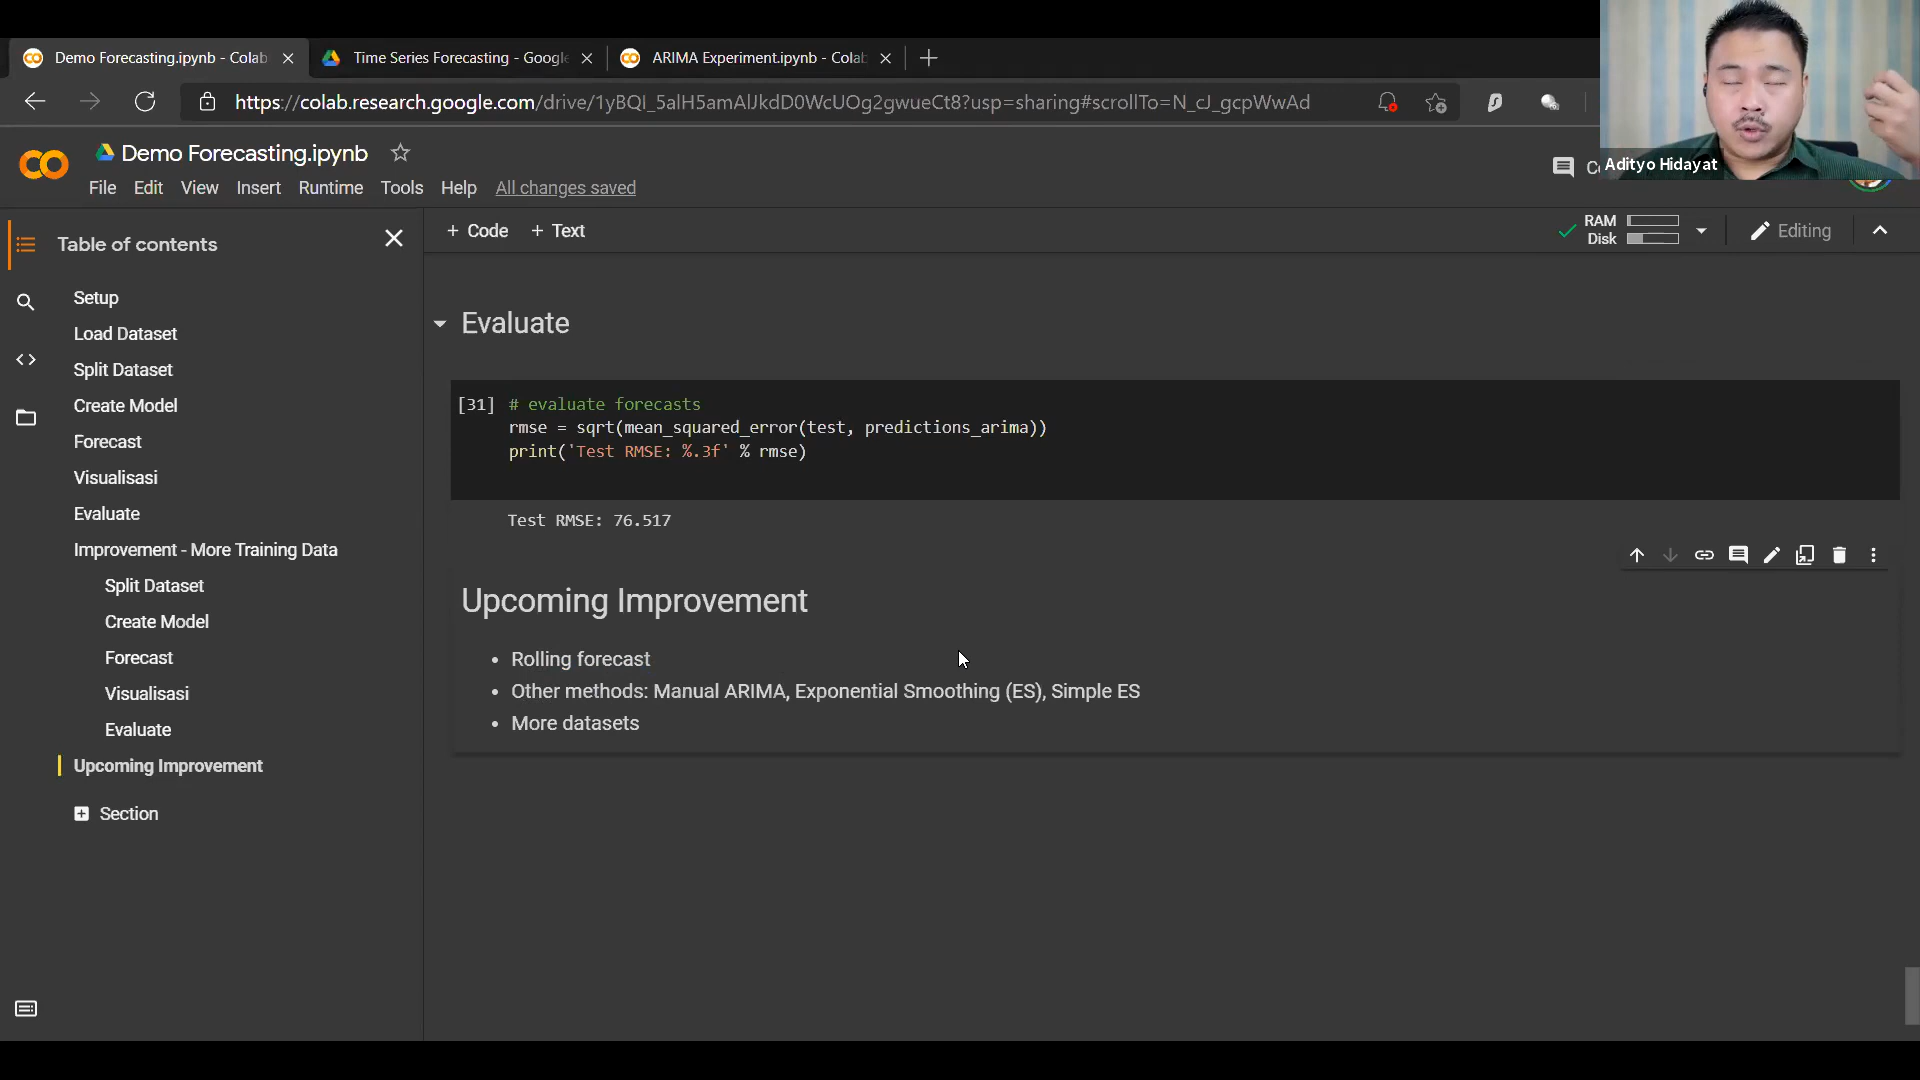 Demo Forecasting.ipynb - Colab
Time Series Forecasting - Google
ARIMA Experiment.ipynb - Colab
https://colab.research.google.com/drive/1yBQI_5alH5amAlJkdD0WcUOg2gwueCt8?usp=sharing#scrollTo=N_cJ_gcpWwAd
Demo Forecasting.ipynb
Adityo Hidayat
File Edit View Insert Runtime Tools Help All changes saved
Table of contents
+ Code + Text
RAM
Disk
Editing
Setup
Load Dataset
Split Dataset
Create Model
Forecast
Visualisasi
Evaluate
Improvement - More Training Data
Split Dataset
Create Model
Forecast
Visualisasi
Evaluate
Upcoming Improvement
Section
Evaluate
[31] # evaluate forecasts
rmse = sqrt(mean_squared_error(test, predictions_arima))
print('Test RMSE: %.3f' % rmse)
Test RMSE: 76.517
Upcoming Improvement
• Rolling forecast
• Other methods: Manual ARIMA, Exponential Smoothing (ES), Simple ES
• More datasets